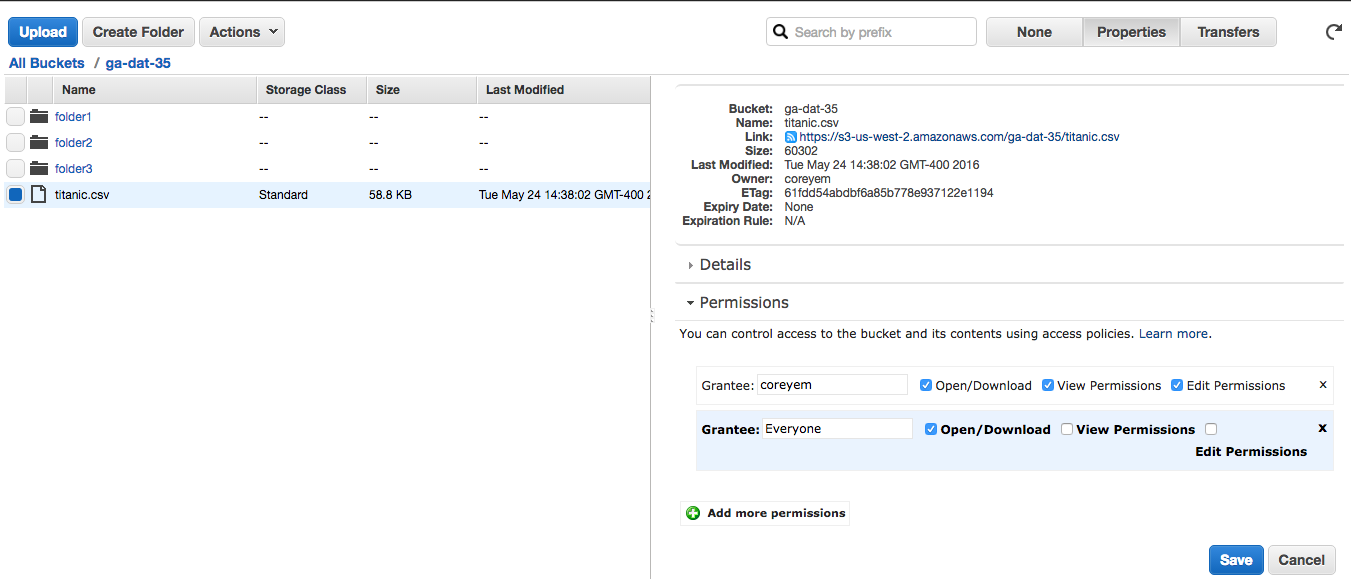 Upload Create Folder Actions Search by prefix None Properties Transfers
All Buckets / ga-dat-35
Name Storage Class Size Last Modified
folder1 -- -- --
folder2 -- -- --
folder3 -- -- --
titanic.csv Standard 58.8 KB Tue May 24 14:38:02 GMT-400 2
Bucket: ga-dat-35
Name: titanic.csv
Link: https://s3-us-west-2.amazonaws.com/ga-dat-35/titanic.csv
Size: 60302
Last Modified: Tue May 24 14:38:02 GMT-400 2016
Owner: coreyem
ETag: 61fdd54abdbf6a85b778e937122e1194
Expiry Date: None
Expiration Rule: N/A
Details
Permissions
You can control access to the bucket and its contents using access policies. Learn more.
Grantee: coreyem Open/Download View Permissions Edit Permissions x
Grantee: Everyone Open/Download View Permissions x
Edit Permissions
Add more permissions
Save Cancel